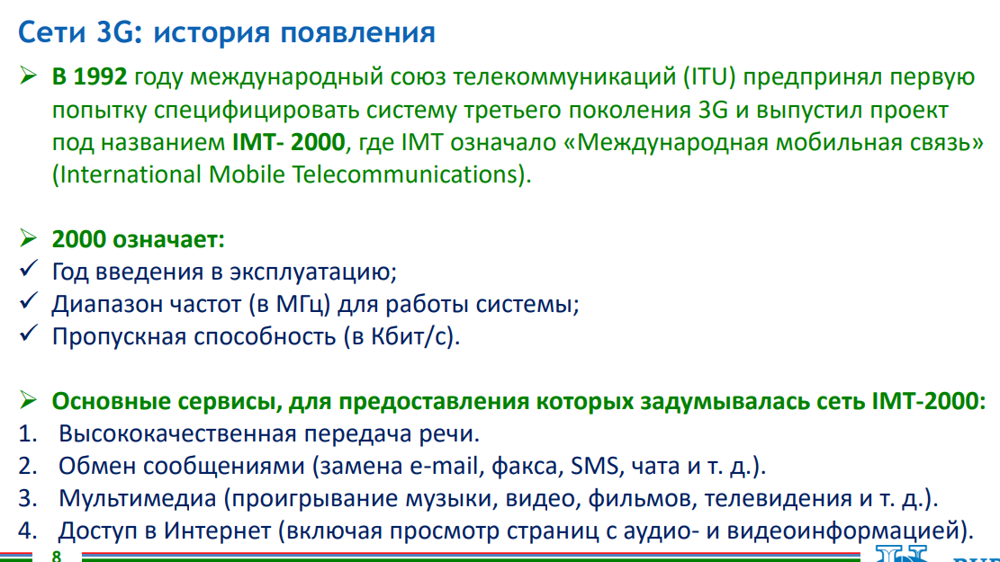 Сети 3G: история появления
➢ В 1992 году международный союз телекоммуникаций (ITU) предпринял первую
попытку специфицировать систему третьего поколения 3G и выпустил проект
под названием IMT- 2000, где IMT означало «Международная мобильная связь»
(International Mobile Telecommunications).
➢ 2000 означает:
✓ Год введения в эксплуатацию;
✓ Диапазон частот (в МГц) для работы системы;
✓ Пропускная способность (в Кбит/с).
➢ Основные сервисы, для предоставления которых задумывалась сеть IMT-2000:
1. Высококачественная передача речи.
2. Обмен сообщениями (замена e-mail, факса, SMS, чата и т. д.).
3. Мультимедиа (проигрывание музыки, видео, фильмов, телевидения и т. д.).
4. Доступ в Интернет (включая просмотр страниц с аудио- и видеоинформацией).
8